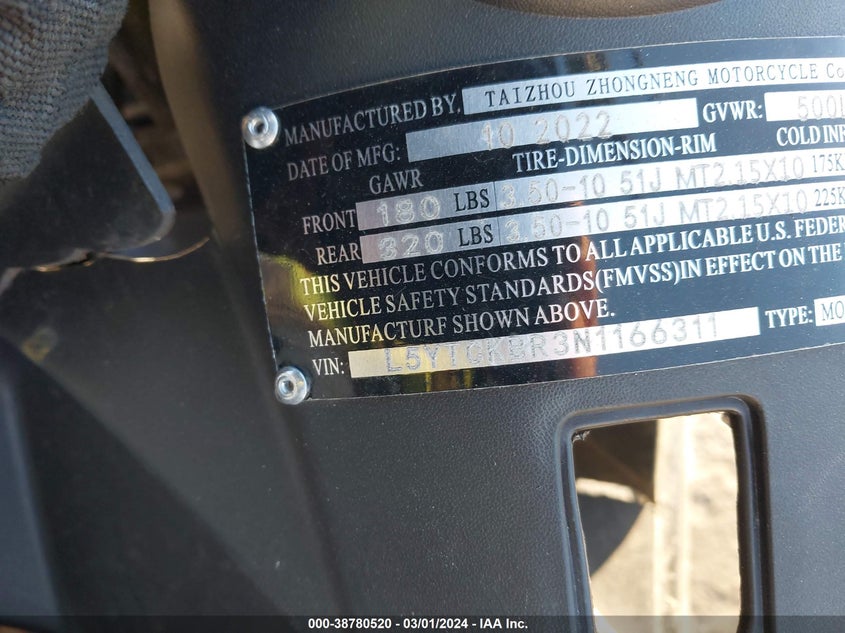 MANUFACTURED BY. TAIZHOU ZHONGNENG MOTORCYCLE Co
DATE OF MFG: 10 2022 GVWR: 500
TIRE-DIMENSION-RIM COLD INF
GAWR
FRONT 180 LBS 3.50-10 51J MT2.15X10 175K
REAR 320 LBS 3.50-10 51J MT2.15X10 225K
THIS VEHICLE CONFORMS TO ALL APPLICABLE U.S. FEDER
VEHICLE SAFETY STANDARDS(FMVSS)IN EFFECT ON THE
MANUFACTURF SHOWN ABOVE.
VIN: L5YTCKBR3N1166311 TYPE: MO
000-38780520 / 03/01/2024 - IAA Inc.